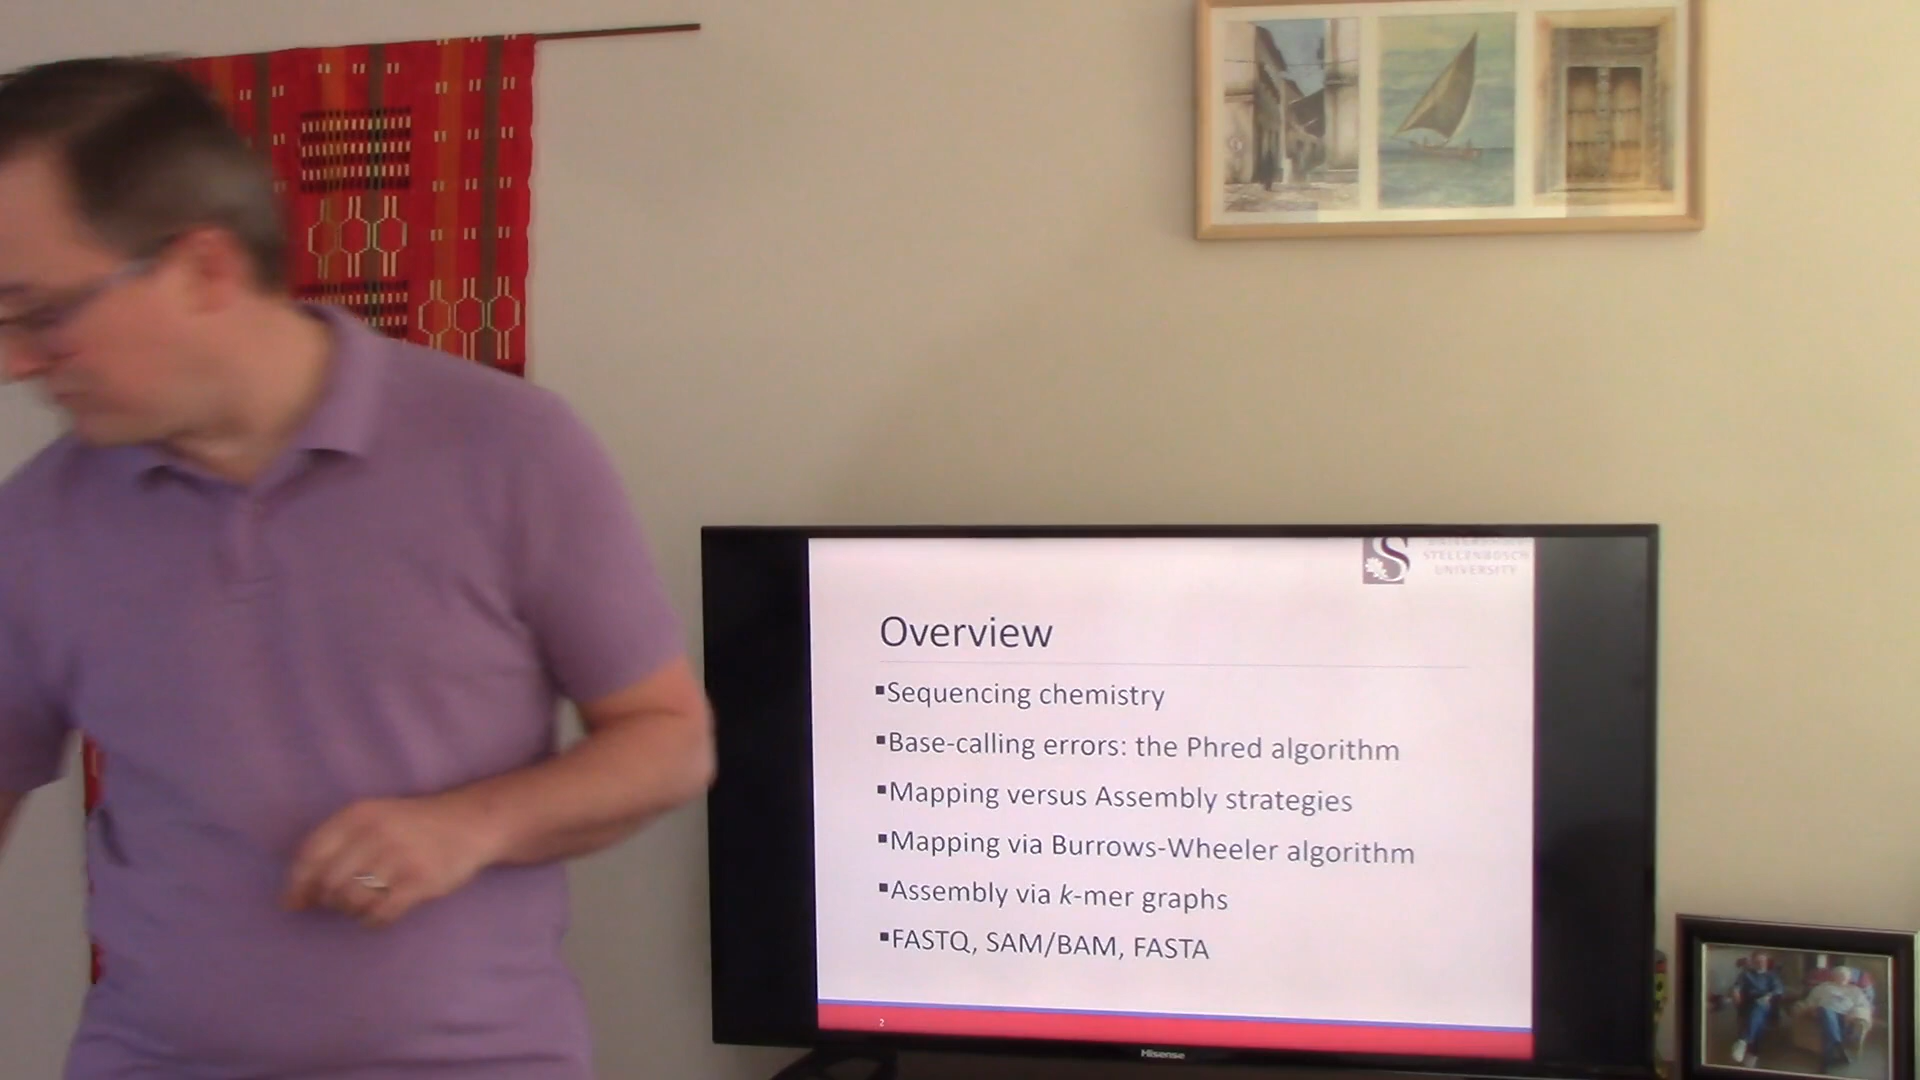 STELLENBOSCH
UNIVERSITY
Overview
▪Sequencing chemistry
▪Base-calling errors: the Phred algorithm
▪Mapping versus Assembly strategies
▪Mapping via Burrows-Wheeler algorithm
▪Assembly via k-mer graphs
▪FASTQ, SAM/BAM, FASTA
2
Hisense